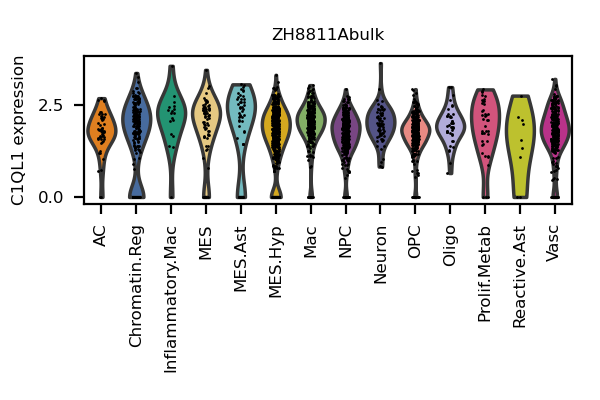 ZH8811Abulk
C1QL1 expression
2.5
0.0
AC
Chromatin.Reg
Inflammatory.Mac
MES
MES.Ast
MES.Hyp
Mac
NPC
Neuron
OPC
Oligo
Prolif.Metab
Reactive.Ast
Vasc